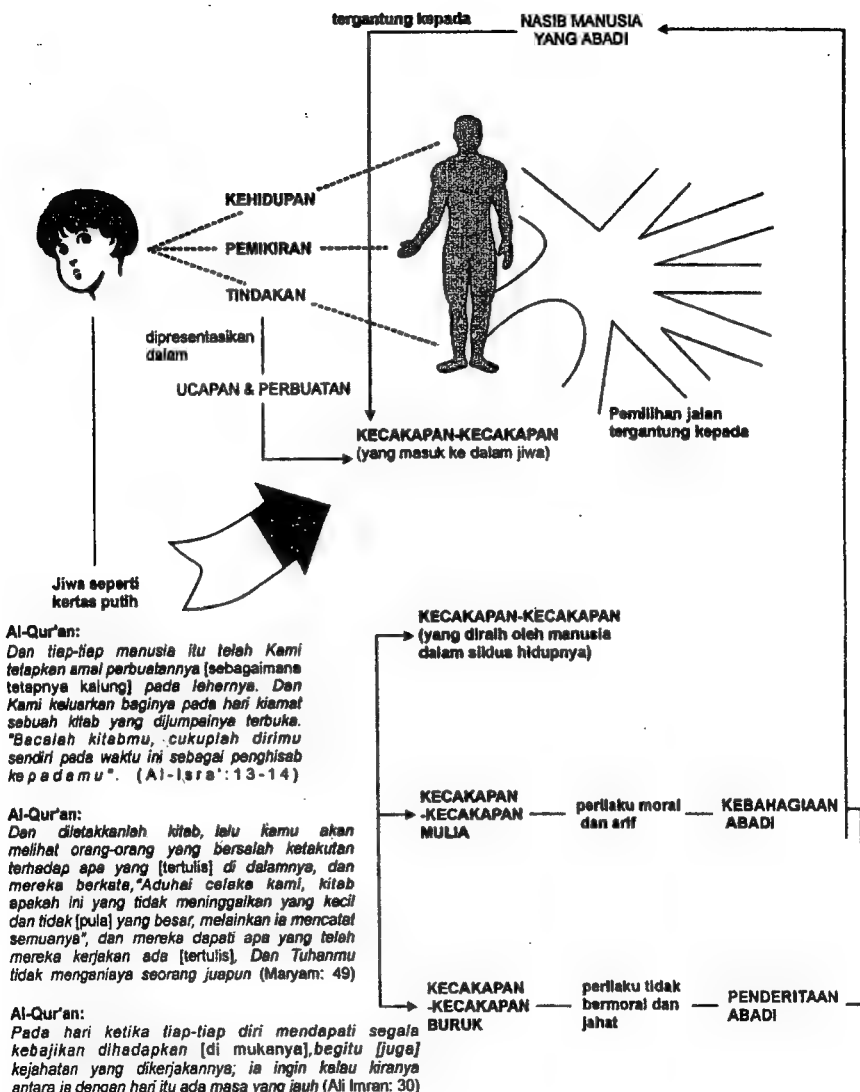 tergantung kepada
NASIB MANUSIA
YANG ABADI
KEHIDUPAN
PEMIKIRAN
TINDAKAN
dipresentasikan
dalam
UCAPAN & PERBUATAN
KECAKAPAN-KECAKAPAN
(yang masuk ke dalam jiwa)
Pemilihan jalan
tergantung kepada
Jiwa seperti
kertas putih
Al-Qur'an:
Dan tiap-tiap manusia itu telah Kami
tetapkan amal perbuatannya [sebagaimana
tetapnya kalung] pada lehernya. Dan
Kami keluarkan baginya pada hari kiamat
sebuah kitab yang dijumpainya terbuka.
"Bacalah kitabmu, cukuplah dirimu
sendiri pada waktu ini sebagai penghisab
kepadamu". (Al-Isra':13-14)
Al-Qur'an:
Dan diletakkanlah kitab, lalu kamu akan
melihat orang-orang yang bersalah ketakutan
terhadap apa yang [tertulis] di dalamnya, dan
mereka berkata,"Aduhai celaka kami, kitab
apakah ini yang tidak meninggalkan yang kecil
dan tidak [pula] yang besar, melainkan ia mencatat
semuanya", dan mereka dapati apa yang telah
mereka kerjakan ada [tertulis], Dan Tuhanmu
tidak menganiaya seorang juapun (Maryam: 49)
Al-Qur'an:
Pada hari ketika tiap-tiap diri mendapati segala
kebajikan dihadapkan [di mukanya],begitu [juga]
kejahatan yang dikerjakannya; ia ingin kalau kiranya
antara ia dengan hari itu ada masa yang jauh (Ali Imran: 30)
KECAKAPAN-KECAKAPAN
(yang diraih oleh manusia
dalam siklus hidupnya)
KECAKAPAN
-KECAKAPAN
MULIA
perilaku moral
dan arif
KEBAHAGIAAN
ABADI
KECAKAPAN
-KECAKAPAN
BURUK
perilaku tidak
bermoral dan
jahat
PENDERITAAN
ABADI